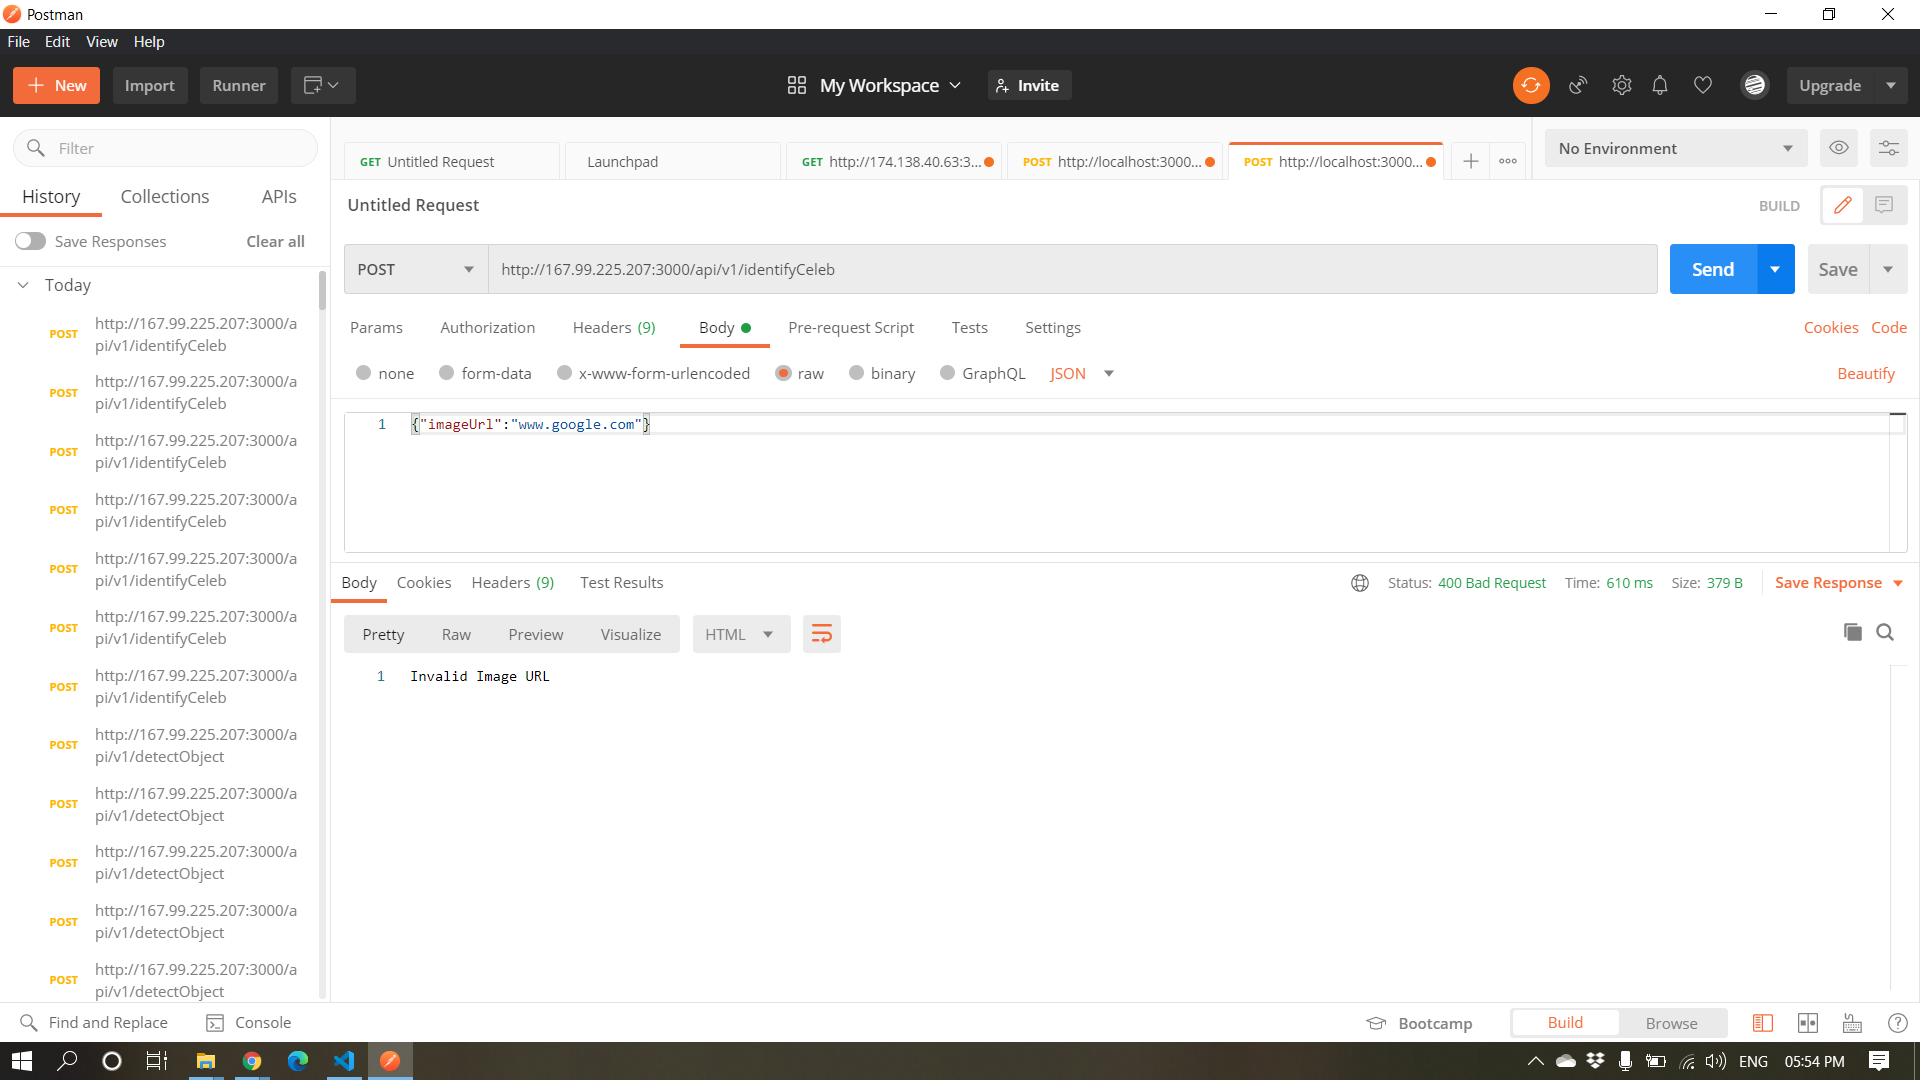 Postman
File Edit View Help
New Import Runner My Workspace Invite Upgrade
Filter
History Collections APIs
Save Responses Clear all
Today
POST http://167.99.225.207:3000/a
pi/v1/identifyCeleb
POST http://167.99.225.207:3000/a
pi/v1/identifyCeleb
POST http://167.99.225.207:3000/a
pi/v1/identifyCeleb
POST http://167.99.225.207:3000/a
pi/v1/identifyCeleb
POST http://167.99.225.207:3000/a
pi/v1/identifyCeleb
POST http://167.99.225.207:3000/a
pi/v1/identifyCeleb
POST http://167.99.225.207:3000/a
pi/v1/identifyCeleb
POST http://167.99.225.207:3000/a
pi/v1/detectObject
POST http://167.99.225.207:3000/a
pi/v1/detectObject
POST http://167.99.225.207:3000/a
pi/v1/detectObject
POST http://167.99.225.207:3000/a
pi/v1/detectObject
POST http://167.99.225.207:3000/a
pi/v1/detectObject
GET Untitled Request Launchpad GET http://174.138.40.63:3... POST http://localhost:3000... POST http://localhost:3000... No Environment
Untitled Request BUILD
POST http://167.99.225.207:3000/api/v1/identifyCeleb Send Save
Params Authorization Headers (9) Body Pre-request Script Tests Settings Cookies Code
none form-data x-www-form-urlencoded raw binary GraphQL JSON Beautify
1 {"imageUrl":"www.google.com"}
Body Cookies Headers (9) Test Results Status: 400 Bad Request Time: 610 ms Size: 379 B Save Response
Pretty Raw Preview Visualize HTML
1 Invalid Image URL
Find and Replace Console Bootcamp Build Browse
ENG 05:54 PM